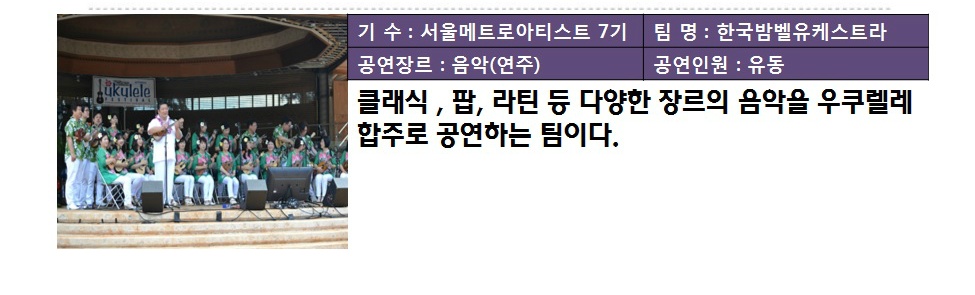 ukulele
FESTIVAL
기 수 : 서울메트로아티스트 7기
팀 명 : 한국밤벨유케스트라
공연장르 : 음악(연주)
공연인원 : 유동
클래식 , 팝, 라틴 등 다양한 장르의 음악을 우쿠렐레
합주로 공연하는 팀이다.